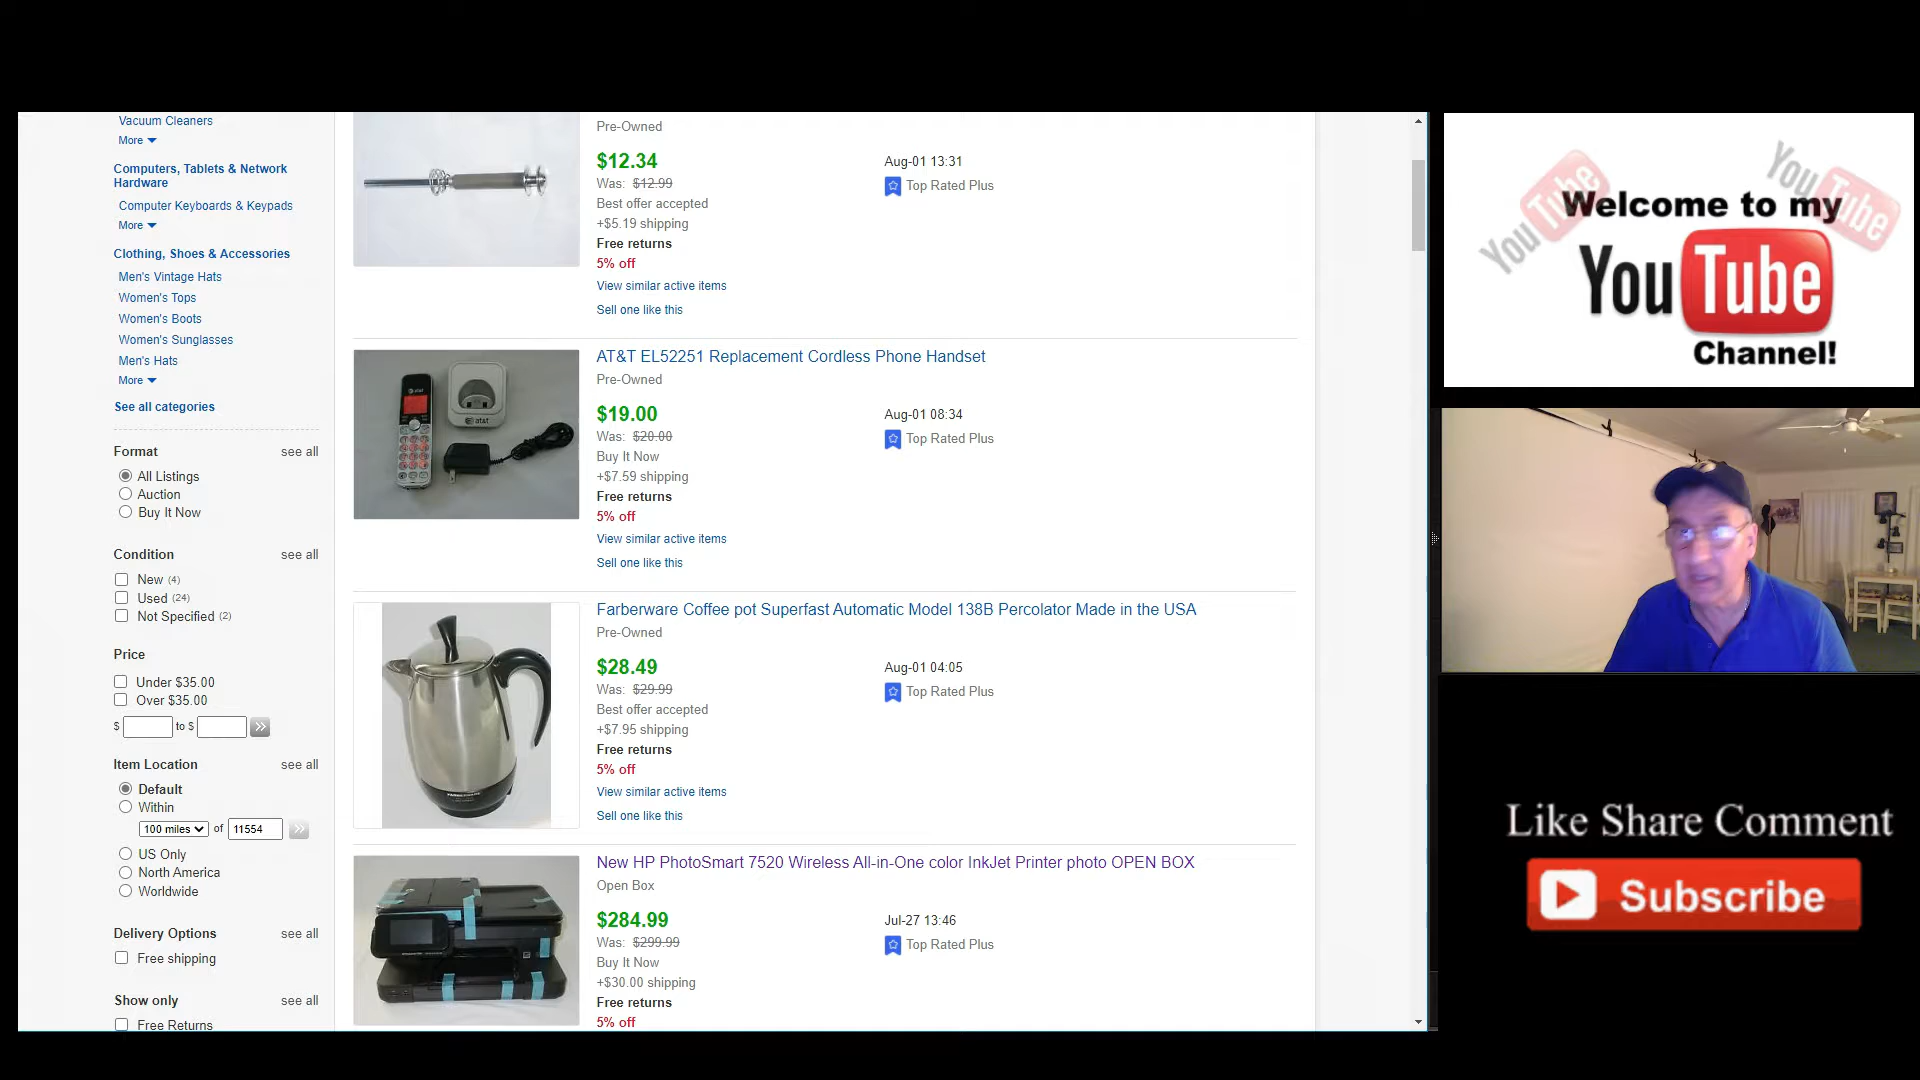 Vacuum Cleaners
More
Computers, Tablets & Network
Hardware
Computer Keyboards & Keypads
More
Clothing, Shoes & Accessories
Men's Vintage Hats
Women's Tops
Women's Boots
Women's Sunglasses
Men's Hats
More
See all categories
Format see all
All Listings
Auction
Buy It Now
Condition see all
New (4)
Used (24)
Not Specified (2)
Price
Under $35.00
Over $35.00
$ to $
Item Location see all
Default
Within
100 miles of 11554
US Only
North America
Worldwide
Delivery Options see all
Free shipping
Show only see all
Free Returns
Pre-Owned
$12.34 Aug-01 13:31
Was: $12.99 Top Rated Plus
Best offer accepted
+$5.19 shipping
Free returns
5% off
View similar active items
Sell one like this
AT&T EL52251 Replacement Cordless Phone Handset
Pre-Owned
$19.00 Aug-01 08:34
Was: $20.00 Top Rated Plus
Buy It Now
+$7.59 shipping
Free returns
5% off
View similar active items
Sell one like this
at&t
Farberware Coffee pot Superfast Automatic Model 138B Percolator Made in the USA
Pre-Owned
$28.49 Aug-01 04:05
Was: $29.99 Top Rated Plus
Best offer accepted
+$7.95 shipping
Free returns
5% off
View similar active items
Sell one like this
New HP PhotoSmart 7520 Wireless All-in-One color InkJet Printer photo OPEN BOX
Open Box
$284.99 Jul-27 13:46
Was: $299.99 Top Rated Plus
Buy It Now
+$30.00 shipping
Free returns
5% off
YouTube
YouTube
Welcome to my
YouTube
Channel!
Like Share Comment
Subscribe